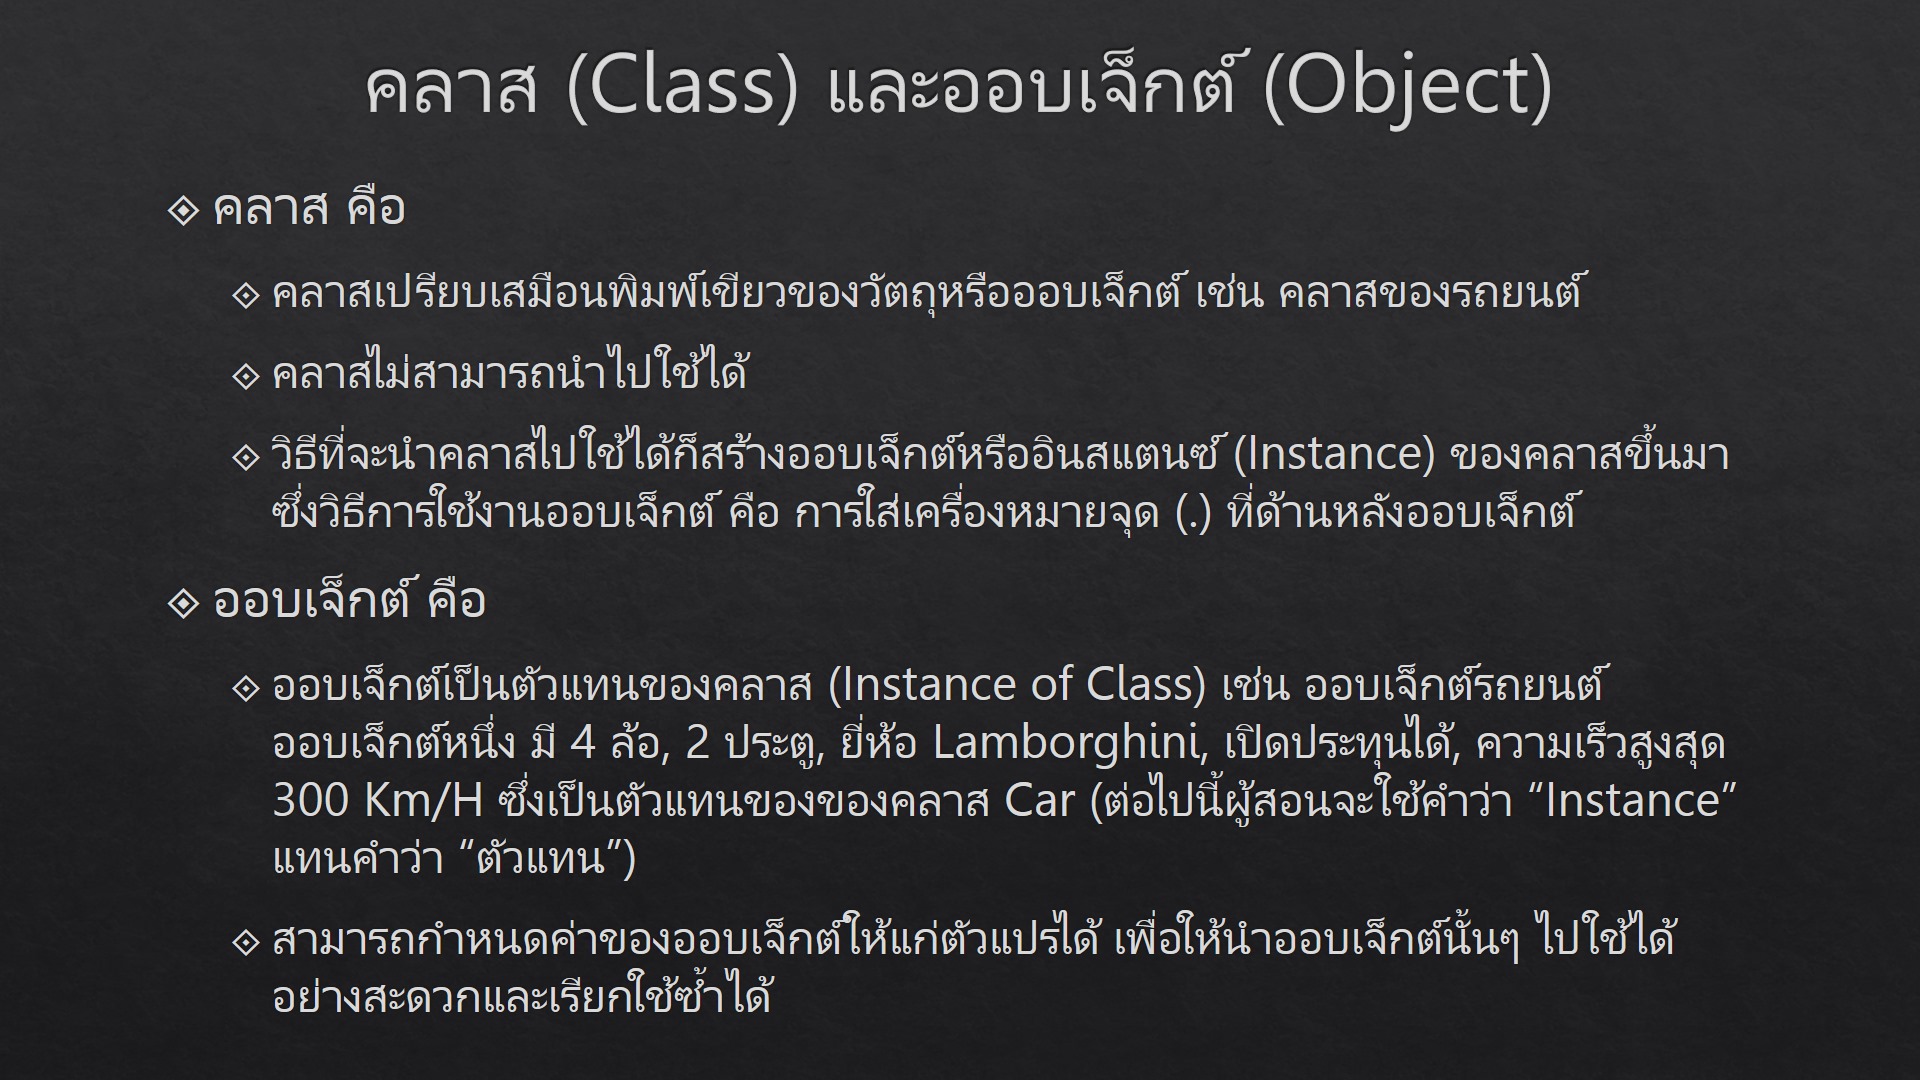 คลาส (Class) และออบเจ็กต์ (Object)
คลาส คือ
คลาสเปรียบเสมือนพิมพ์เขียวของวัตถุหรือออบเจ็กต์ เช่น คลาสของรถยนต์
คลาสไม่สามารถนำไปใช้ได้
วิธีที่จะนำคลาสไปใช้ได้ก็สร้างออบเจ็กต์หรืออินสแตนซ์ (Instance) ของคลาสขึ้นมา
ซึ่งวิธีการใช้งานออบเจ็กต์ คือ การใส่เครื่องหมายจุด (.) ที่ด้านหลังออบเจ็กต์
ออบเจ็กต์ คือ
ออบเจ็กต์เป็นตัวแทนของคลาส (Instance of Class) เช่น ออบเจ็กต์รถยนต์
ออบเจ็กต์หนึ่ง มี 4 ล้อ, 2 ประตู, ยี่ห้อ Lamborghini, เปิดประทุนได้, ความเร็วสูงสุด
300 Km/H ซึ่งเป็นตัวแทนของของคลาส Car (ต่อไปนี้ผู้สอนจะใช้คำว่า “Instance”
แทนคำว่า “ตัวแทน”)
สามารถกำหนดค่าของออบเจ็กต์ให้แก่ตัวแปรได้ เพื่อให้นำออบเจ็กต์นั้นๆ ไปใช้ได้
อย่างสะดวกและเรียกใช้ซ้ำได้